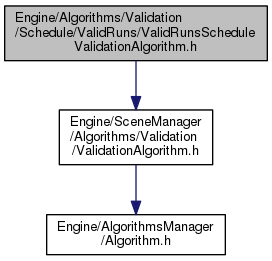 Engine/Algorithms/Validation
/Schedule/ValidRuns/ValidRunsSchedule
ValidationAlgorithm.h
Engine/SceneManager
/Algorithms/Validation
/ValidationAlgorithm.h
Engine/AlgorithmsManager
/Algorithm.h